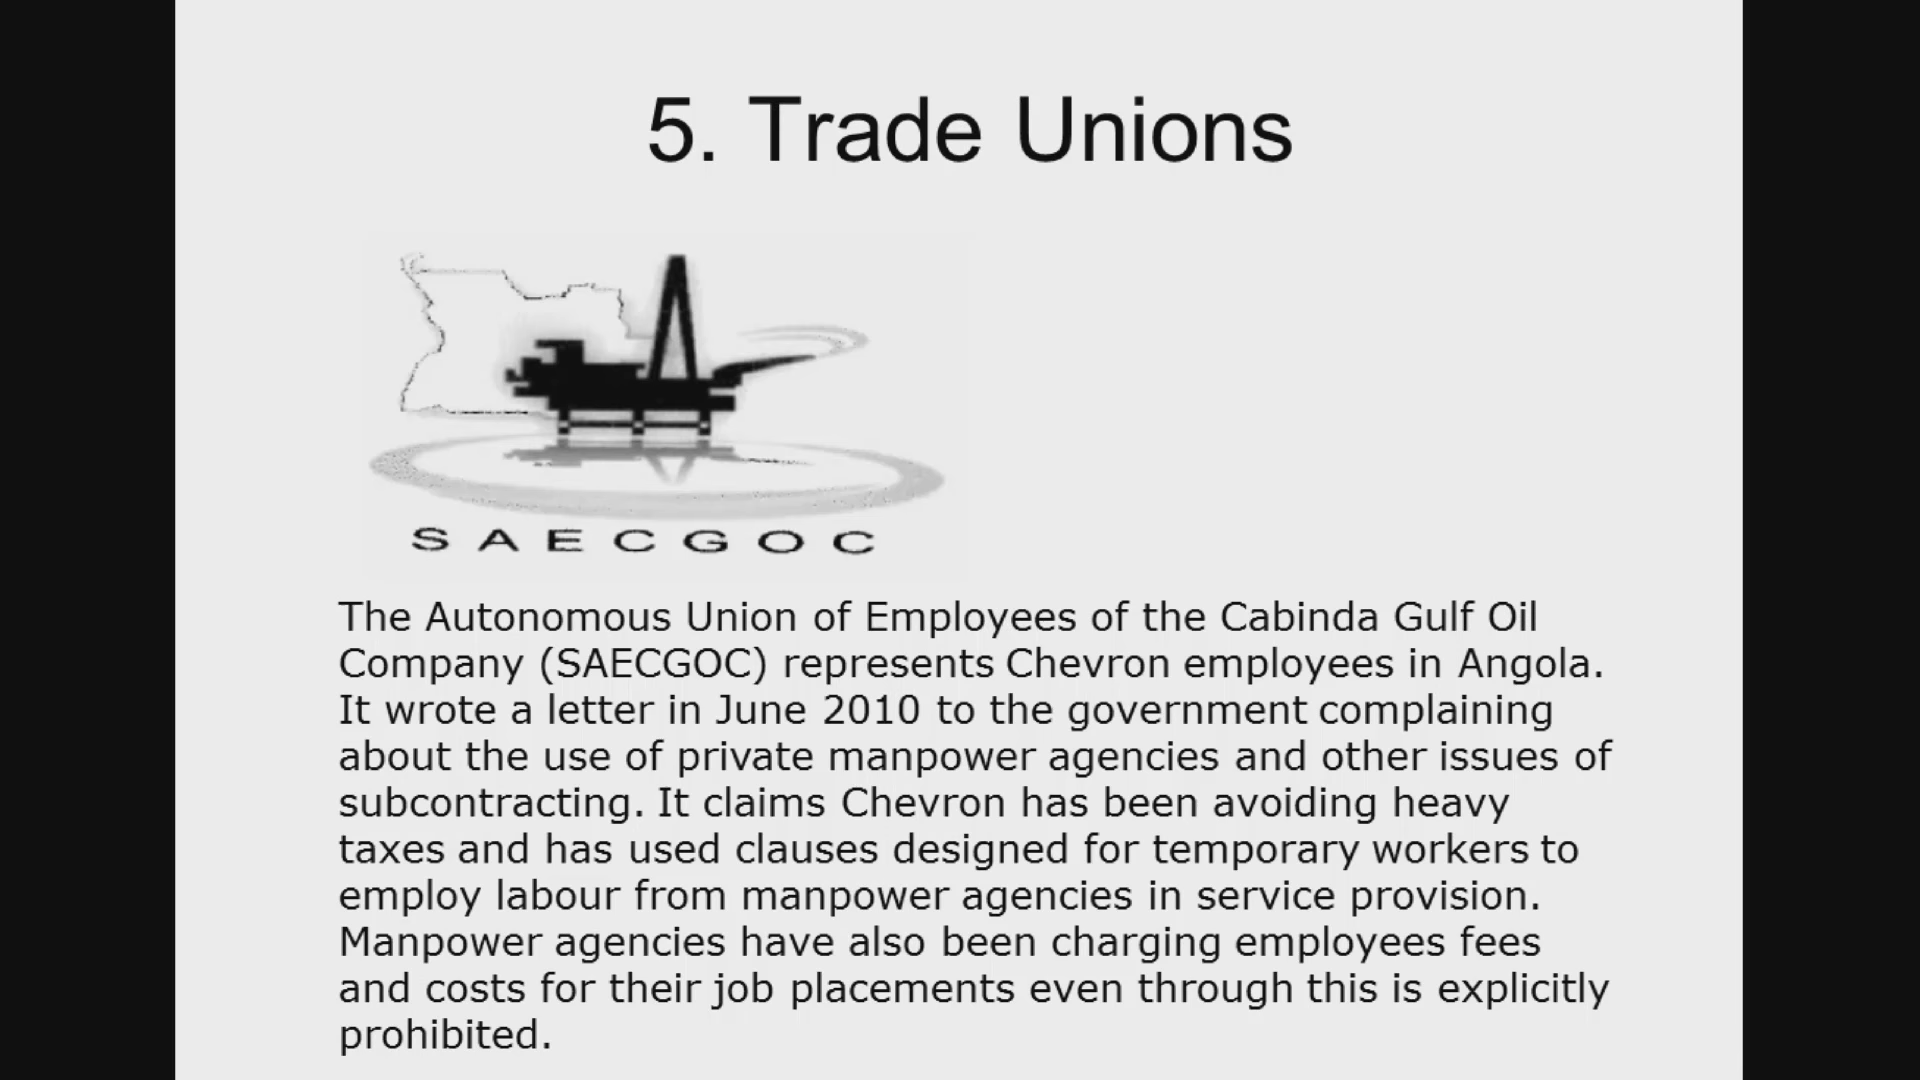 5. Trade Unions
SAECGOC
The Autonomous Union of Employees of the Cabinda Gulf Oil
Company (SAECGOC) represents Chevron employees in Angola.
It wrote a letter in June 2010 to the government complaining
about the use of private manpower agencies and other issues of
subcontracting. It claims Chevron has been avoiding heavy
taxes and has used clauses designed for temporary workers to
employ labour from manpower agencies in service provision.
Manpower agencies have also been charging employees fees
and costs for their job placements even through this is explicitly
prohibited.